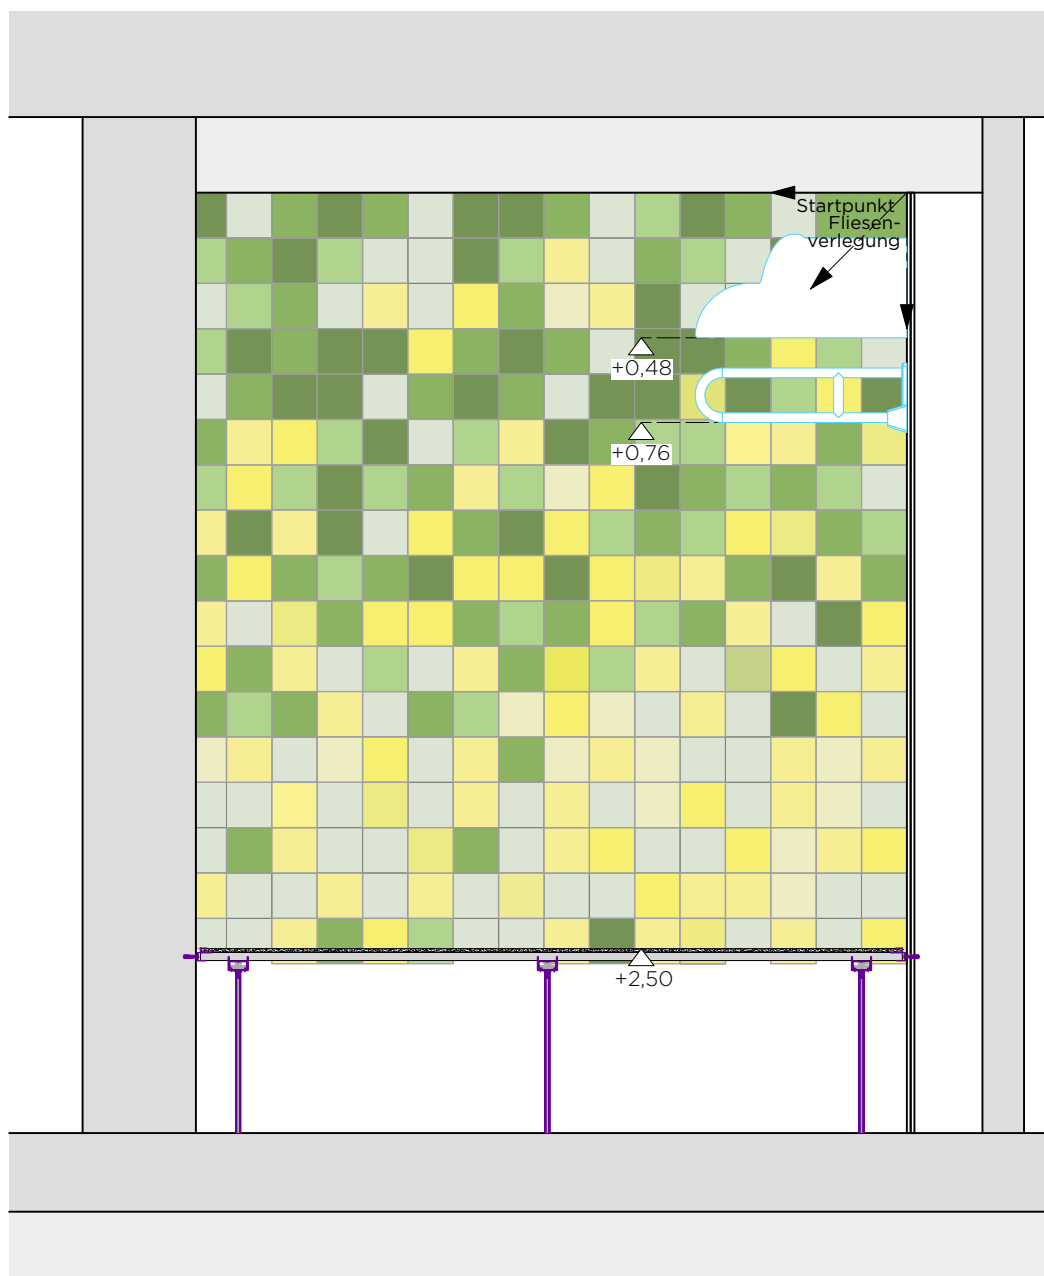 Startpunkt
Fliesen-
verlegung
+0,48
+0,76
+2,50